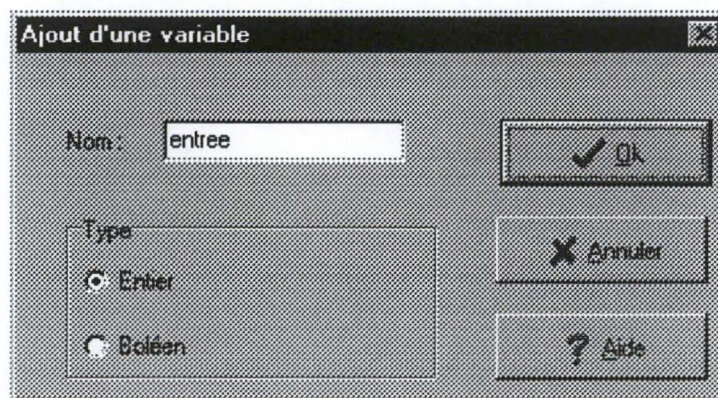 Ajout d'une variable
Nom :
entree
Ok
Type
Annuler
Entier
Boléen
Aide